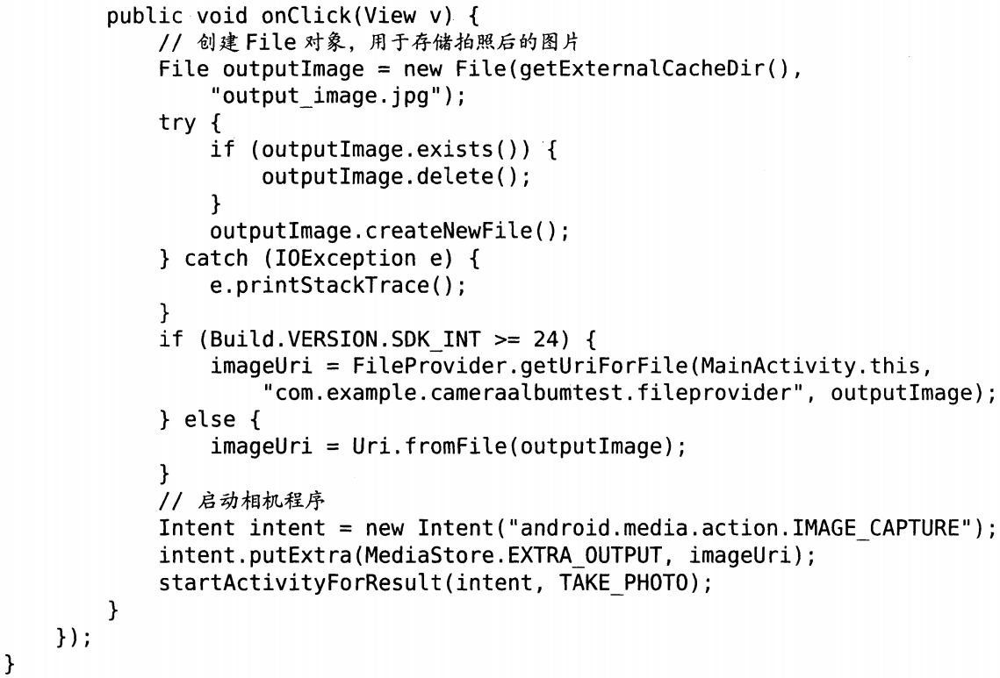 public void onClick(View v) {
// 创建 File 对象，用于存储拍照后的图片
File outputImage = new File(getExternalCacheDir(),
"output_image.jpg");
try {
if (outputImage.exists()) {
outputImage.delete();
}
outputImage.createNewFile();
} catch (IOException e) {
e.printStackTrace();
}
if (Build.VERSION.SDK_INT >= 24) {
imageUri = FileProvider.getUriForFile(MainActivity.this,
"com.example.cameraalbumtest.fileprovider", outputImage);
} else {
imageUri = Uri.fromFile(outputImage);
}
// 启动相机程序
Intent intent = new Intent("android.media.action.IMAGE_CAPTURE");
intent.putExtra(MediaStore.EXTRA_OUTPUT, imageUri);
startActivityForResult(intent, TAKE_PHOTO);
}
});
}